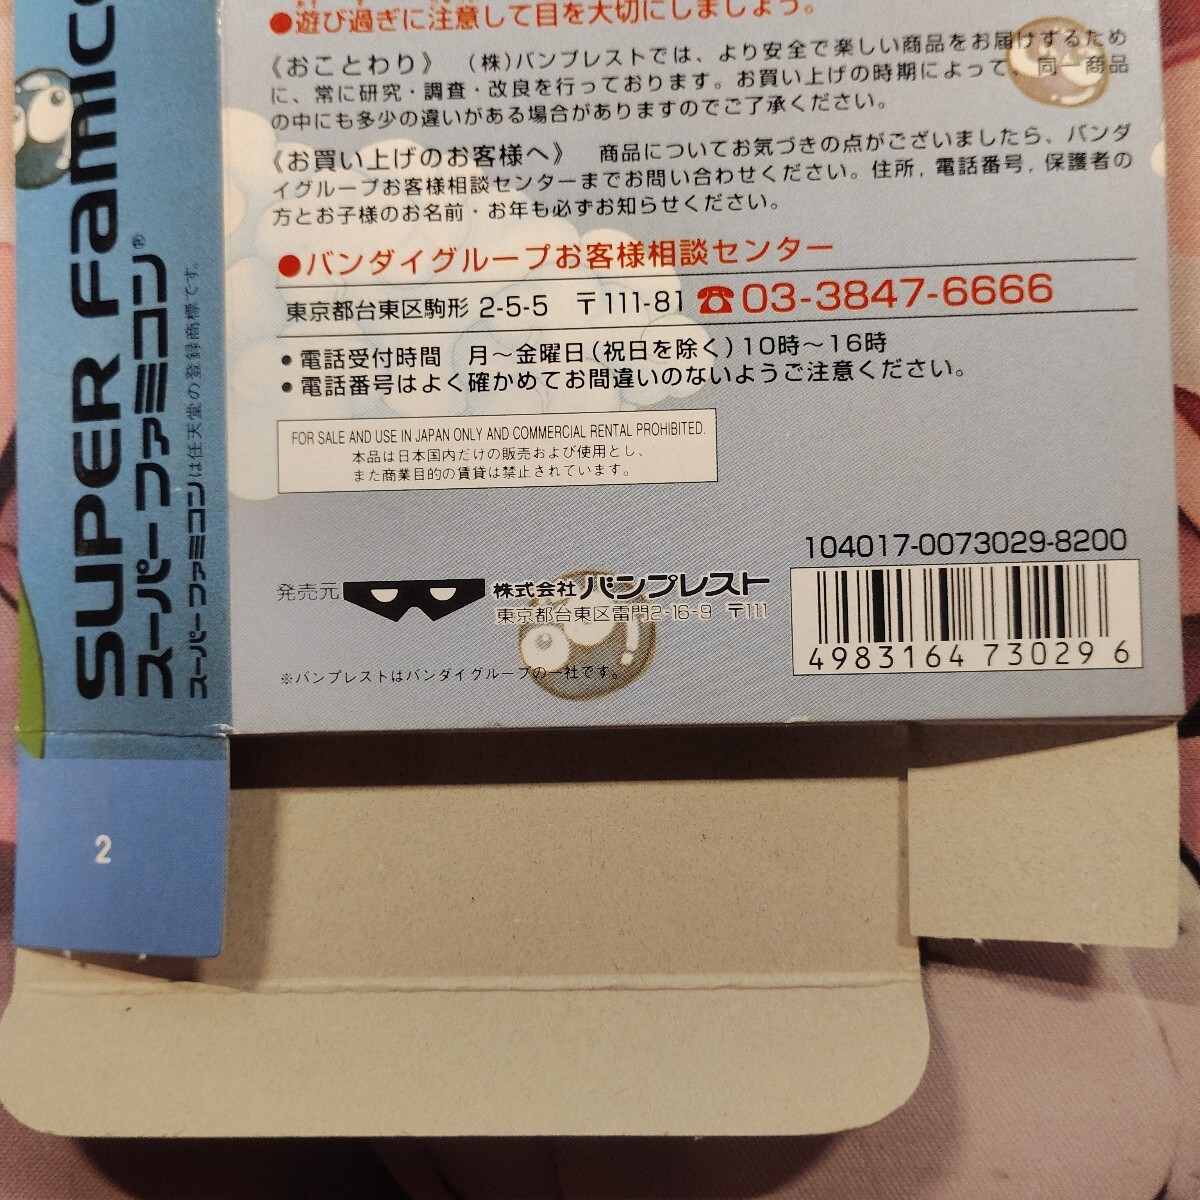 ●遊び過ぎに注意して目を大切にしましょう。
《おことわり》 (株)バンプレストでは、より安全で楽しい商品をお届けするため
に、常に研究・調査・改良を行っております。お買い上げの時期によって、同一商品
の中にも多少の違いがある場合がありますのでご了承ください。
《お買い上げのお客様へ》 商品についてお気づきの点がございましたら、バンダ
イグループお客様相談センターまでお問い合わせください。住所, 電話番号, 保護者の
方とお子様のお名前・お年も必ずお知らせください。
●バンダイグループお客様相談センター
東京都台東区駒形 2-5-5 〒111-81 ☎03-3847-6666
•電話受付時間 月～金曜日(祝日を除く)10時～16時
•電話番号はよく確かめてお間違いのないようご注意ください。
FOR SALE AND USE IN JAPAN ONLY AND COMMERCIAL RENTAL PROHIBITED.
本品は日本国内だけの販売および使用とし、
また商業目的の賃貸は禁止されています。
104017-0073029-8200
発売元 株式会社 バンプレスト
東京都台東区雷門2-16-9 〒111
※バンプレストはバンダイグループの一社です。
4983164 730296
SUPER Famico
スーパーファミコン®
スーパーファミコンは任天堂の登録商標です。
2